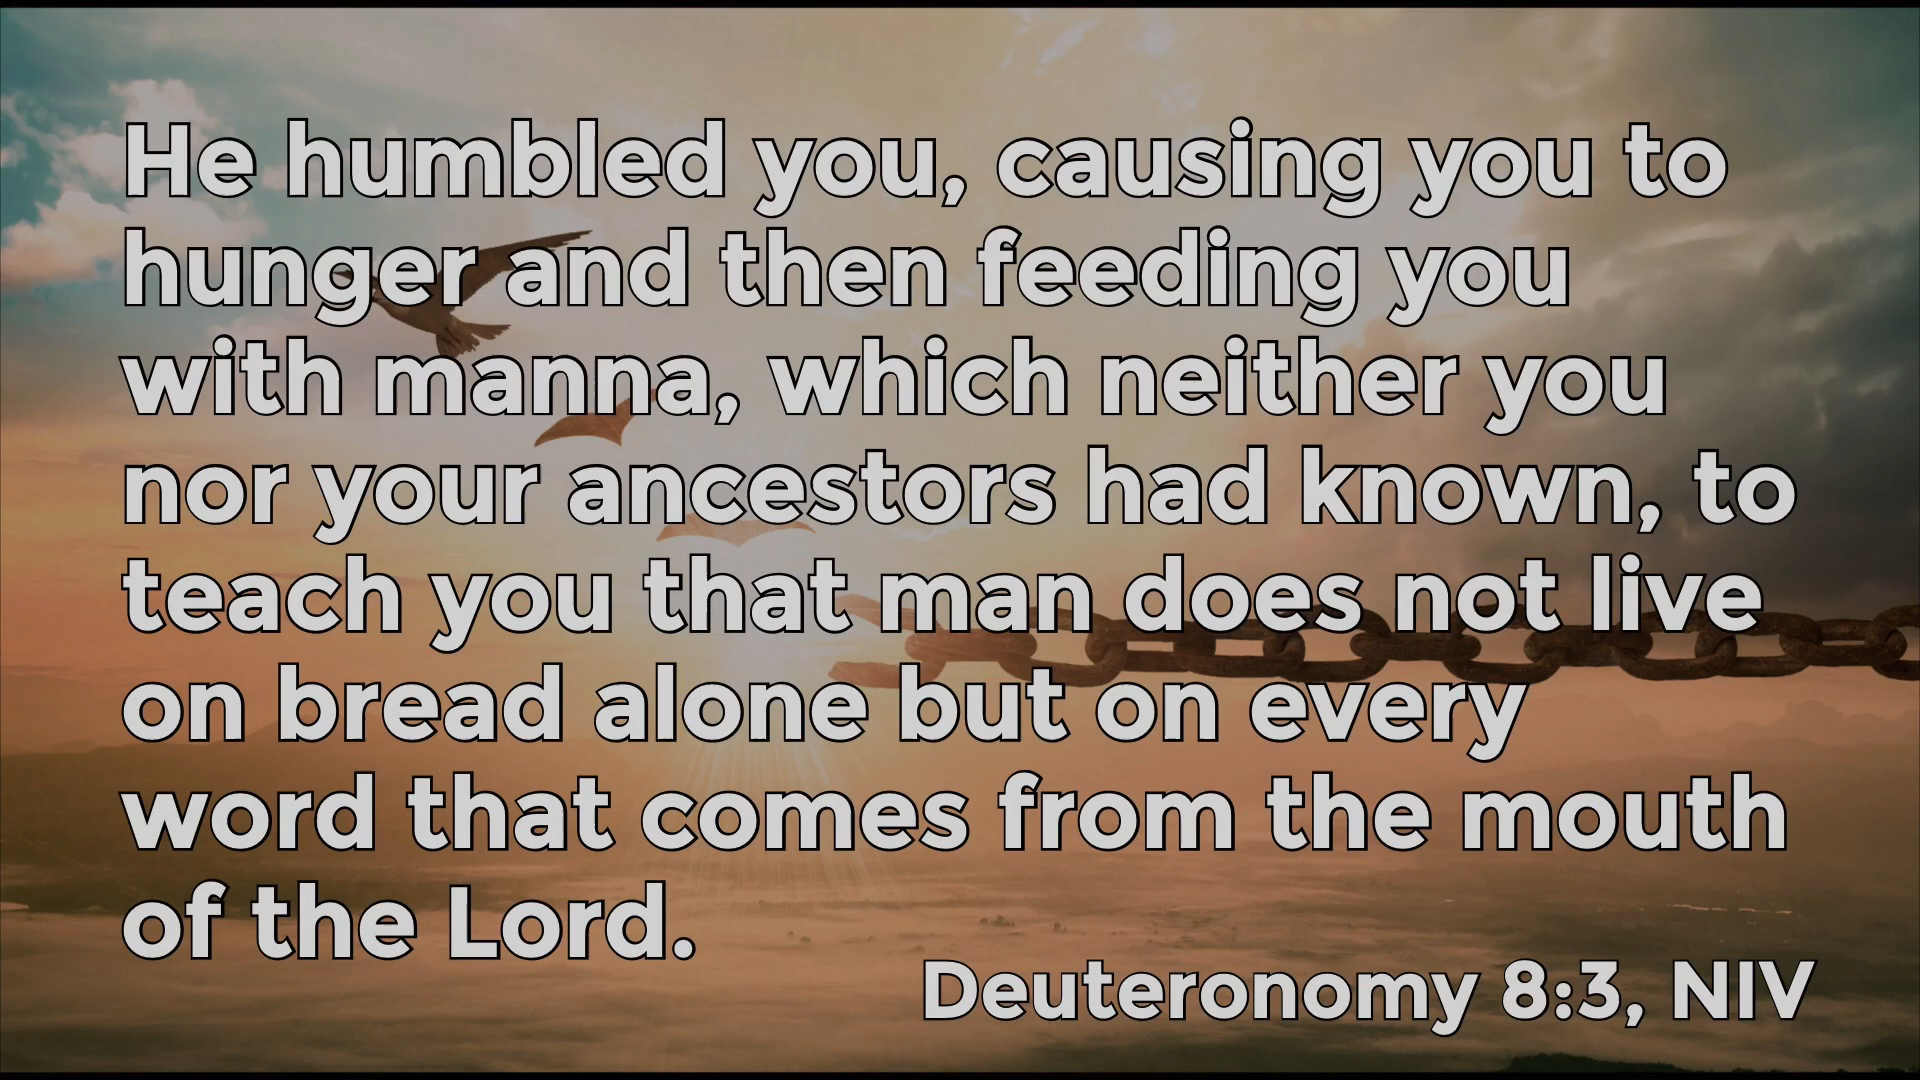 He humbled you, causing you to
hunger and then feeding you
with manna, which neither you
nor your ancestors had known, to
teach you that man does not live
on bread alone but on every
word that comes from the mouth
of the Lord.
Deuteronomy 8:3, NIV